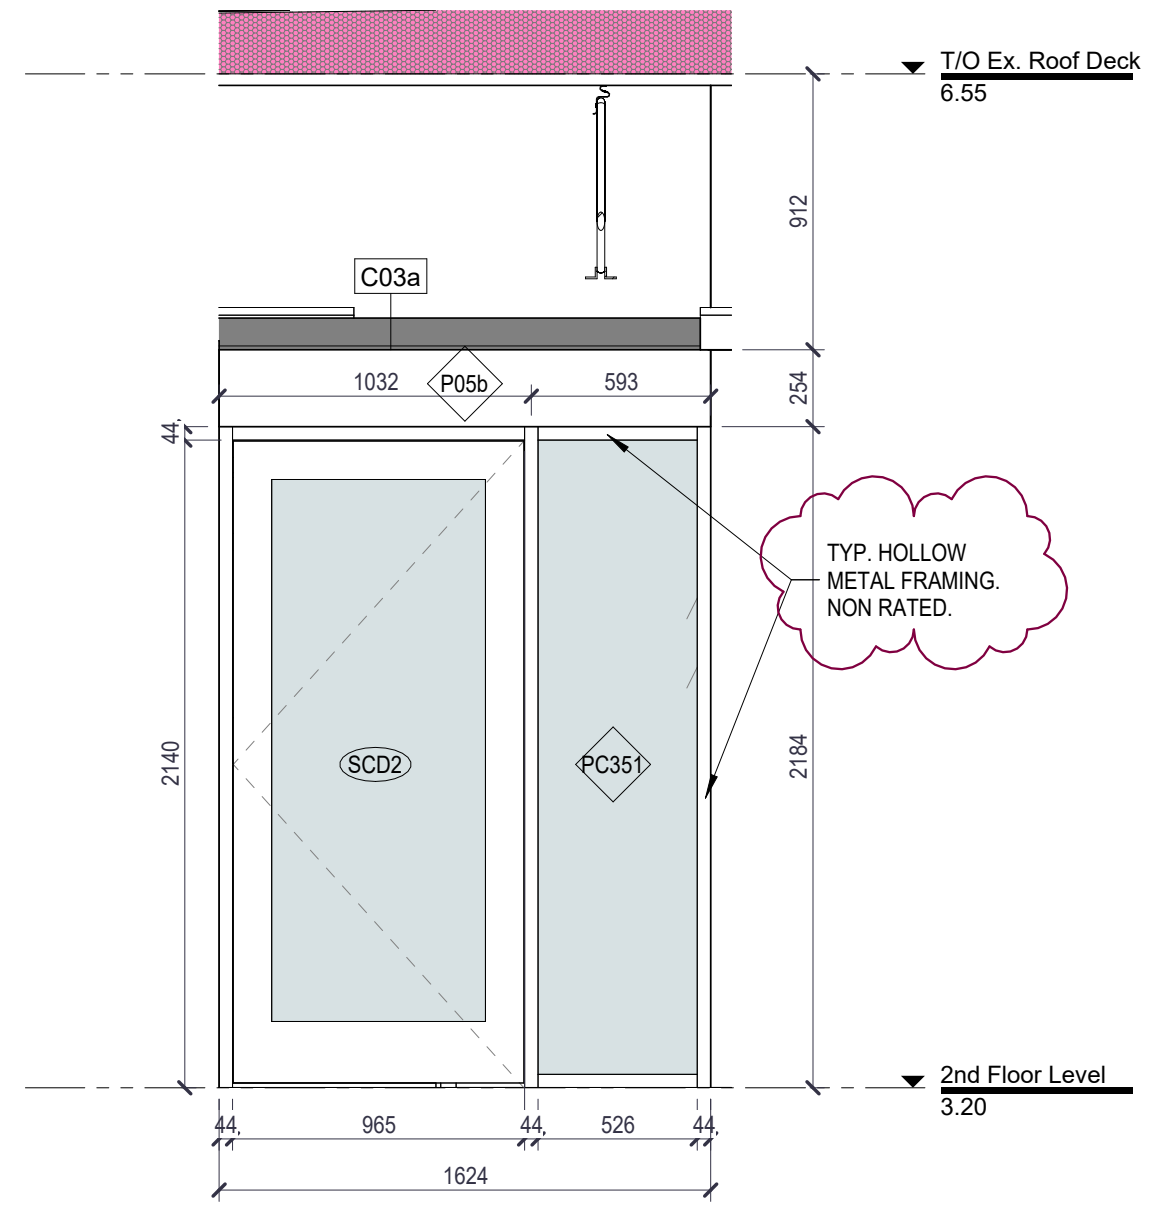 T/O Ex. Roof Deck
6.55
912
C03a
1032
P05b
593
254
44,
TYP. HOLLOW
METAL FRAMING.
NON RATED.
2140
SCD2
PC351
2184
2nd Floor Level
3.20
44,
965
44,
526
44,
1624